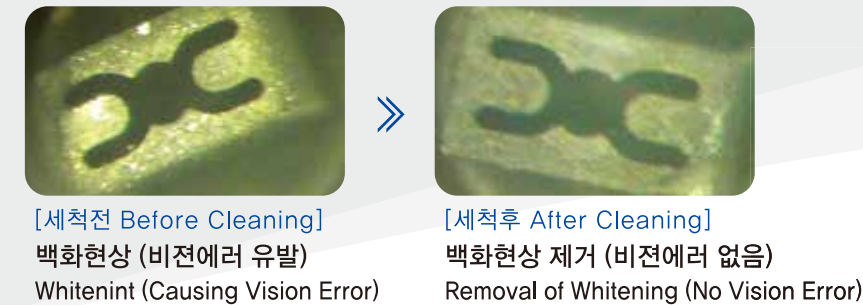 [세척전 Before Cleaning]
백화현상 (비젼에러 유발)
Whitenint (Causing Vision Error)
[세척후 After Cleaning]
백화현상 제거 (비젼에러 없음)
Removal of Whitening (No Vision Error)